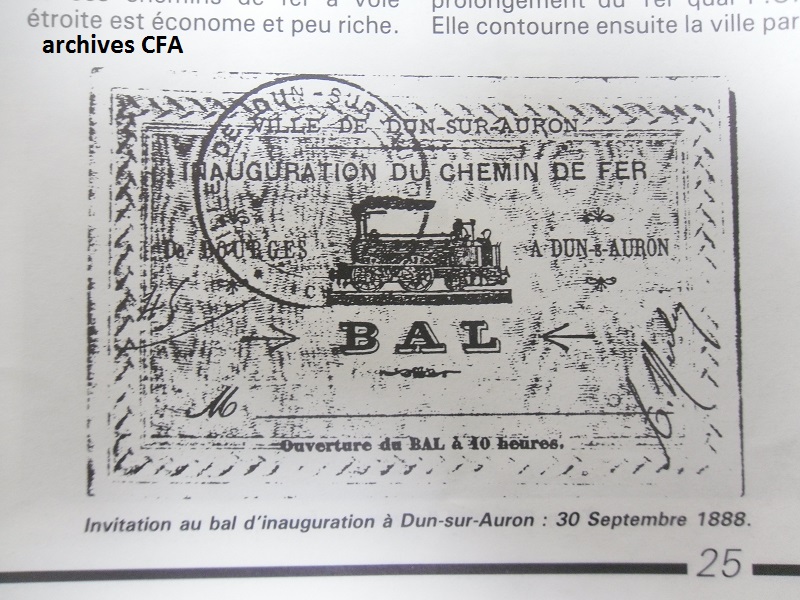 étroite est économe et peu riche.
Elle contourne ensuite la ville par
archives CFA
VILLE DE DUN-SUR-AURON
INAUGURATION DU CHEMIN DE FER
De BOURGES
A DUN-s-AURON
BAL
M
Ouverture du BAL à 10 heures.
Invitation au bal d'inauguration à Dun-sur-Auron : 30 Septembre 1888.
25